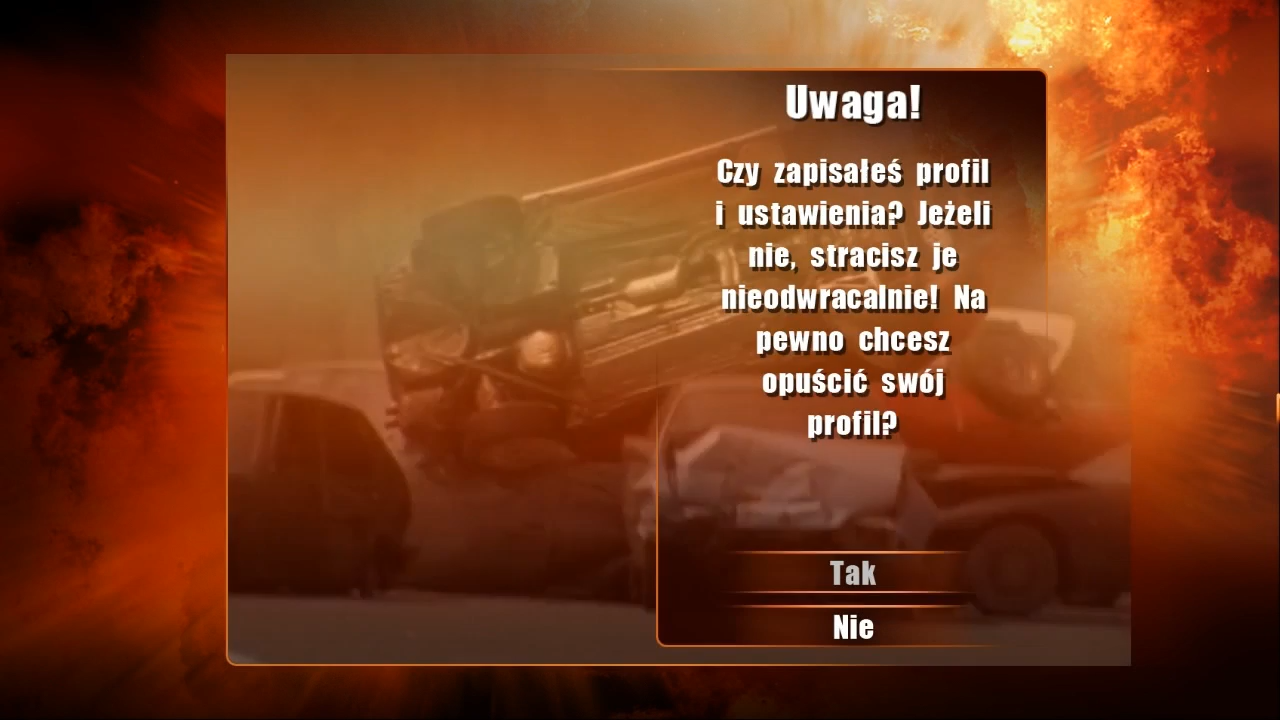 Uwaga!
Czy zapisałeś profil
i ustawienia? Jeżeli
nie, stracisz je
nieodwracalnie! Na
pewno chcesz
opuścić swój
profil?
Tak
Nie